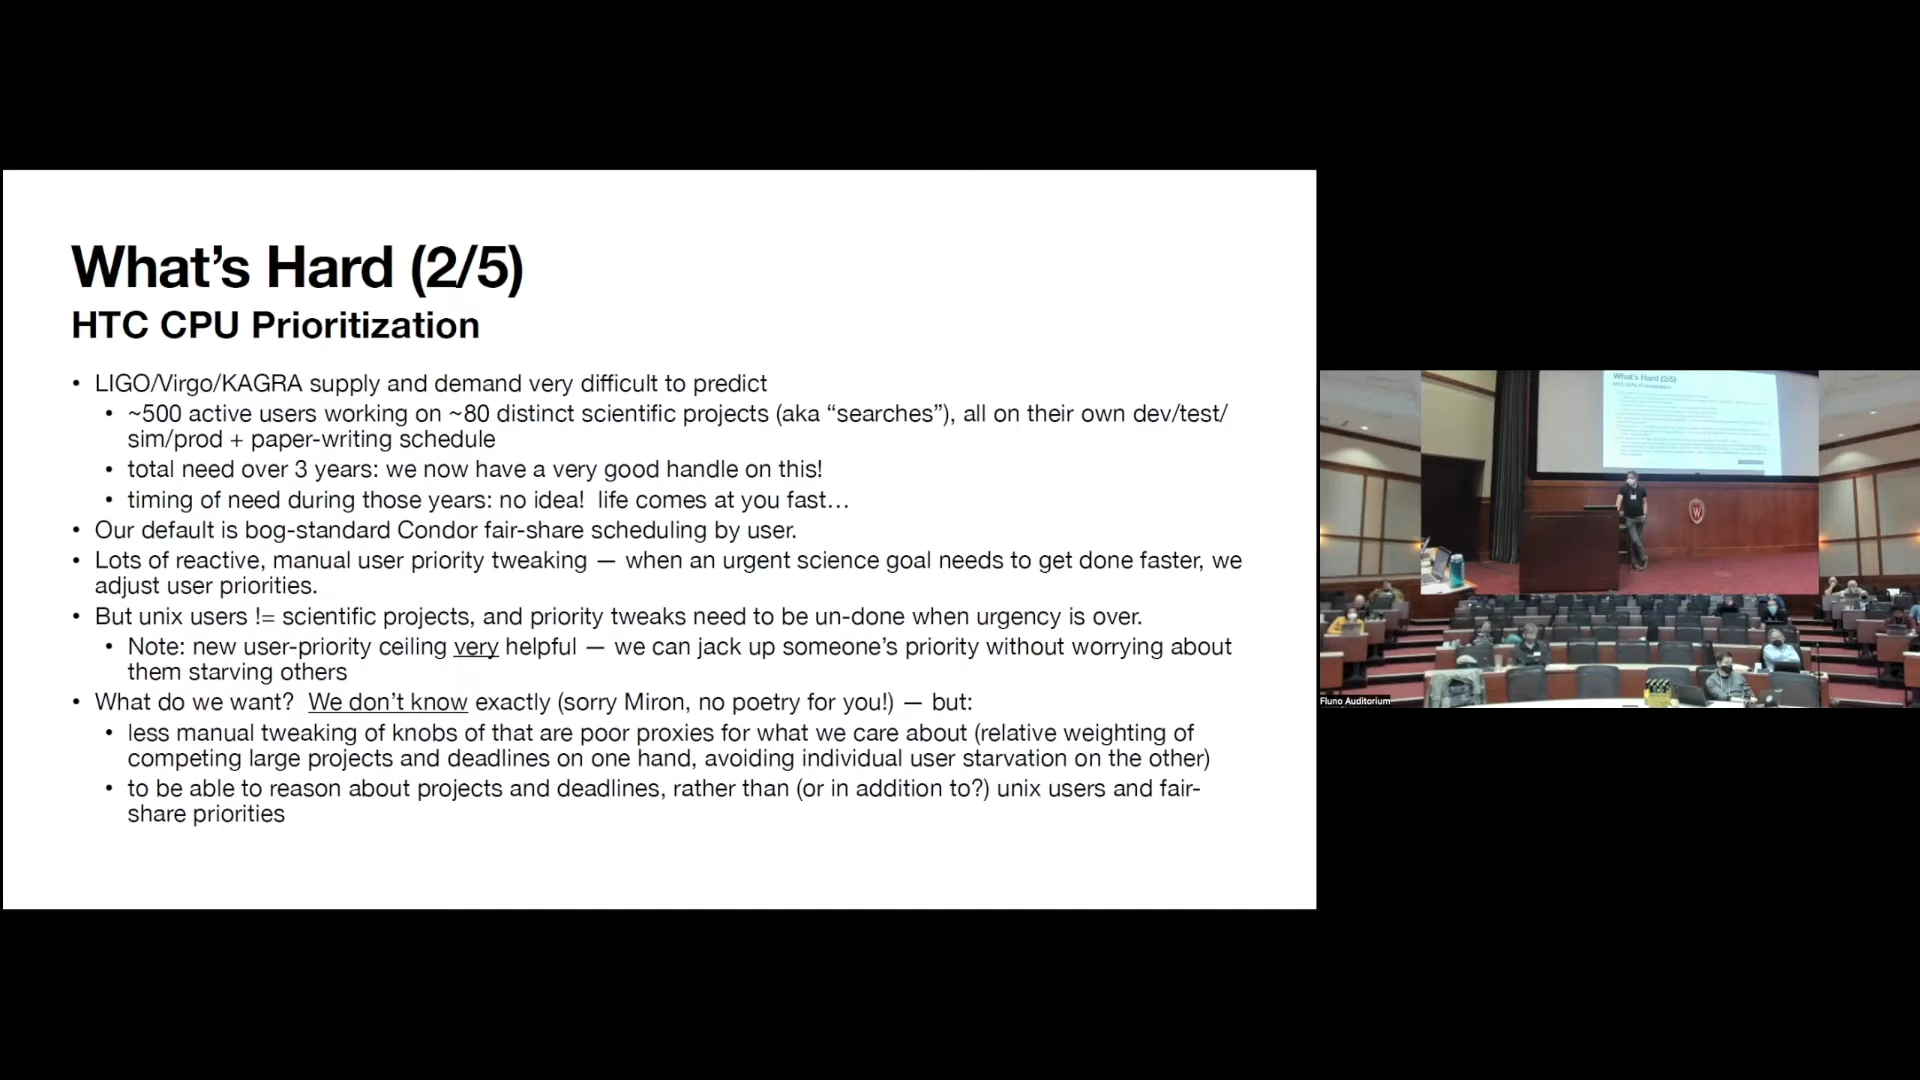 What's Hard (2/5)
HTC CPU Prioritization
• LIGO/Virgo/KAGRA supply and demand very difficult to predict
• ~500 active users working on ~80 distinct scientific projects (aka “searches”), all on their own dev/test/
sim/prod + paper-writing schedule
• total need over 3 years: we now have a very good handle on this!
• timing of need during those years: no idea!  life comes at you fast…
• Our default is bog-standard Condor fair-share scheduling by user.
• Lots of reactive, manual user priority tweaking — when an urgent science goal needs to get done faster, we
adjust user priorities.
• But unix users != scientific projects, and priority tweaks need to be un-done when urgency is over.
• Note: new user-priority ceiling very helpful — we can jack up someone’s priority without worrying about
them starving others
• What do we want?  We don’t know exactly (sorry Miron, no poetry for you!) — but:
• less manual tweaking of knobs of that are poor proxies for what we care about (relative weighting of
competing large projects and deadlines on one hand, avoiding individual user starvation on the other)
• to be able to reason about projects and deadlines, rather than (or in addition to?) unix users and fair-
share priorities
What's Hard (2/5)
HTC CPU Prioritization
W
Fluno Auditorium